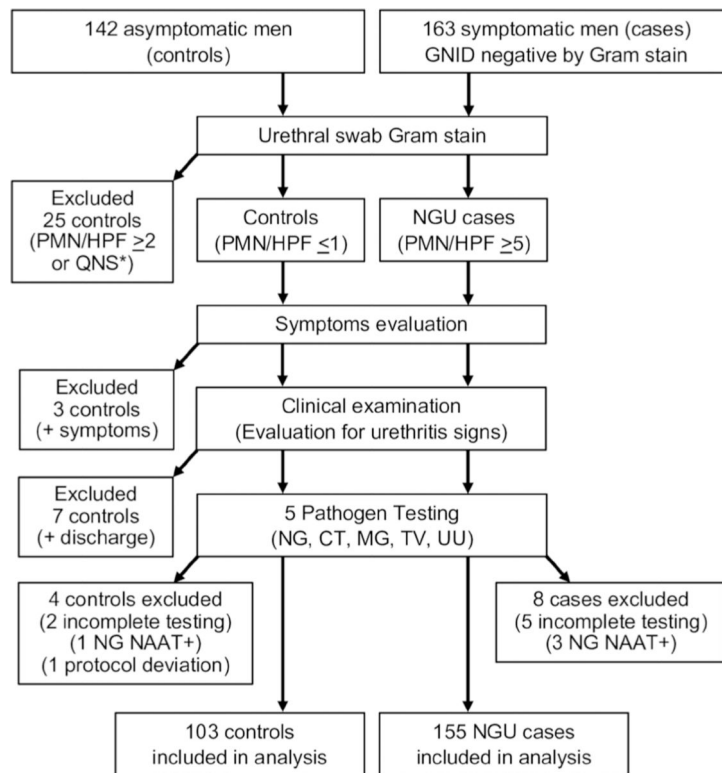 142 asymptomatic men
(controls)
163 symptomatic men (cases)
GNID negative by Gram stain
Urethral swab Gram stain
Excluded
25 controls
(PMN/HPF ≥2
or QNS*)
Controls
(PMN/HPF ≤1)
NGU cases
(PMN/HPF ≥5)
Symptoms evaluation
Excluded
3 controls
(+ symptoms)
Clinical examination
(Evaluation for urethritis signs)
Excluded
7 controls
(+ discharge)
5 Pathogen Testing
(NG, CT, MG, TV, UU)
4 controls excluded
(2 incomplete testing)
(1 NG NAAT+)
(1 protocol deviation)
8 cases excluded
(5 incomplete testing)
(3 NG NAAT+)
103 controls
included in analysis
155 NGU cases
included in analysis